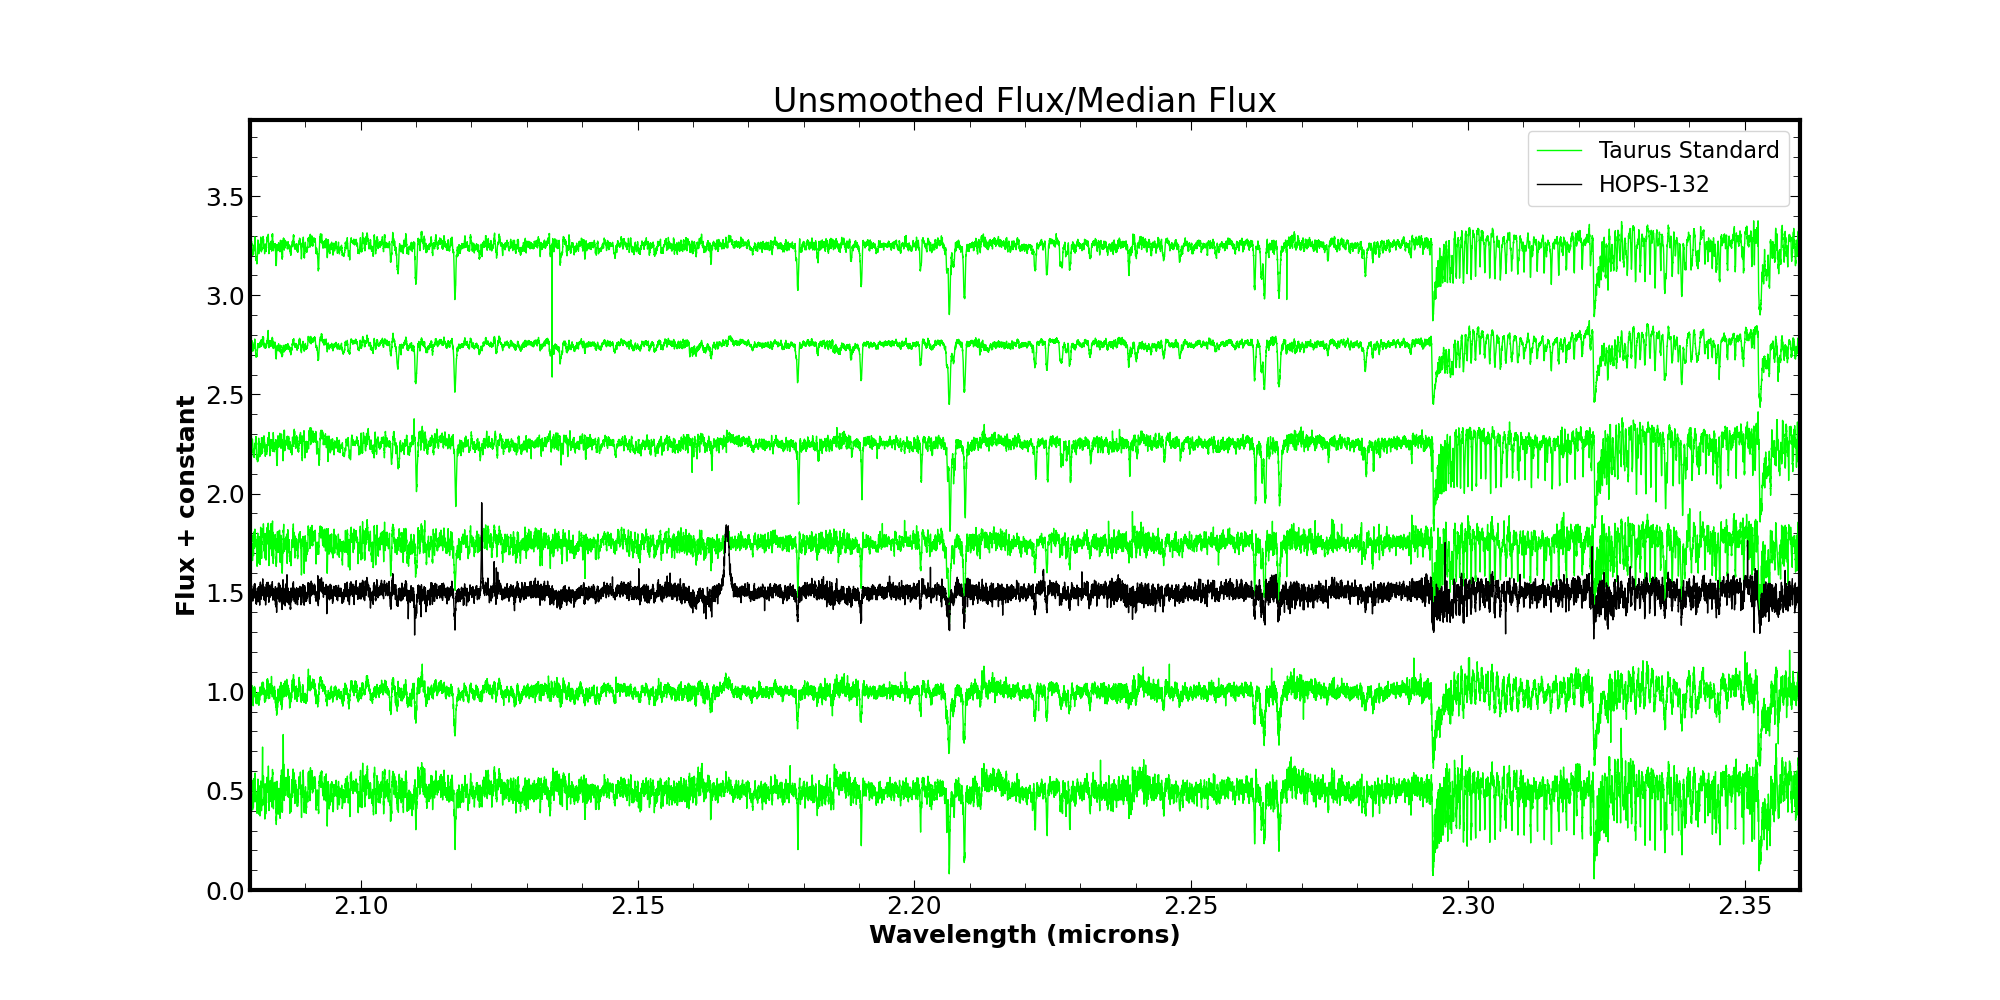 Unsmoothed Flux/Median Flux
Taurus Standard
HOPS-132
Flux + constant
3.5
3.0
2.5
2.0
1.5
1.0
0.5
0.0
2.10 2.15 2.20 2.25 2.30 2.35
Wavelength (microns)